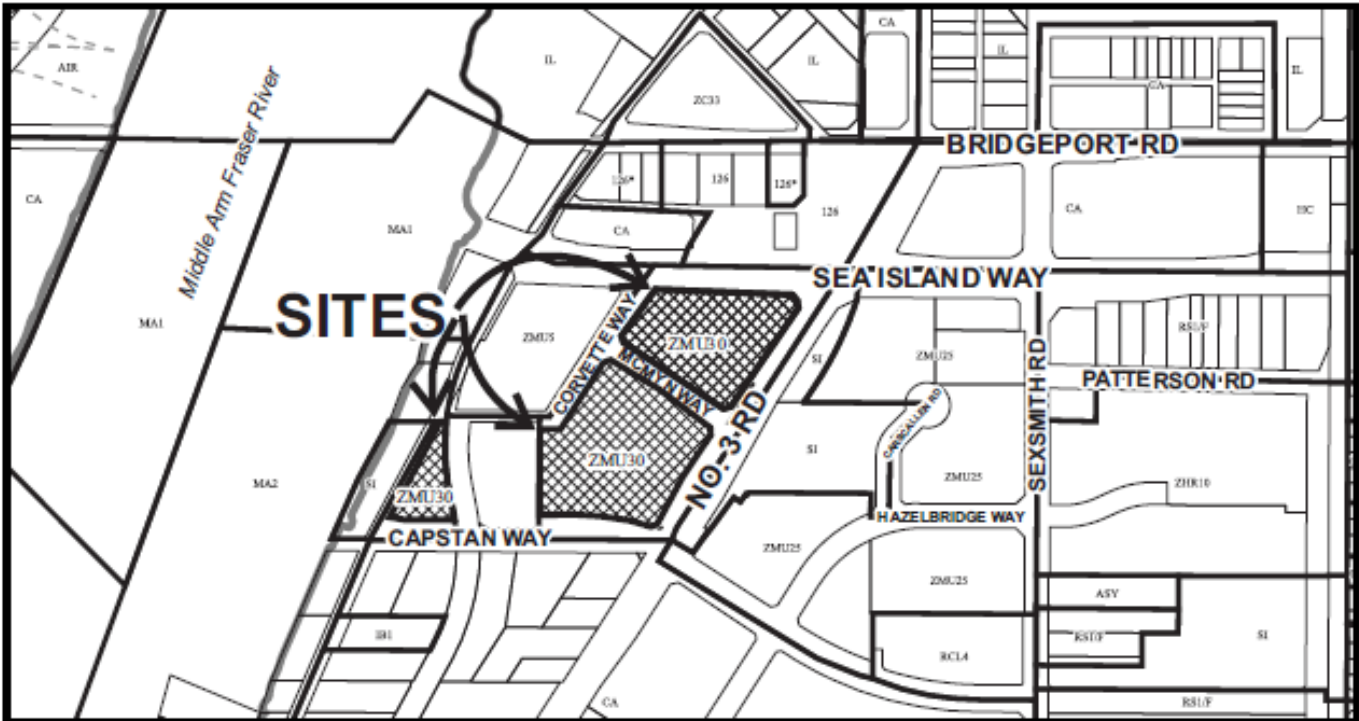 CA
AIR
IL
IL
IL
CA
IL
ZC33
BRIDGEPORT RD
Middle Arm Fraser River
126*
126
126*
CA
126
CA
HC
MA1
CA
SEA ISLAND WAY
SITES
CORVETTE WAY
MA1
ZMU5
ZMU30
MCMYN WAY
SI
ZMU25
RS1/F
SEXSMITH RD
PATTERSON RD
NO. 3 RD
CARSCALLEN RD
SI
ZMU30
ZMU25
MA2
SI
ZMU30
ZHR10
HAZELBRIDGE WAY
CAPSTAN WAY
ZMU25
ZMU25
ASY
IB1
RS1/F
SI
RCL4
CA
RS1/F